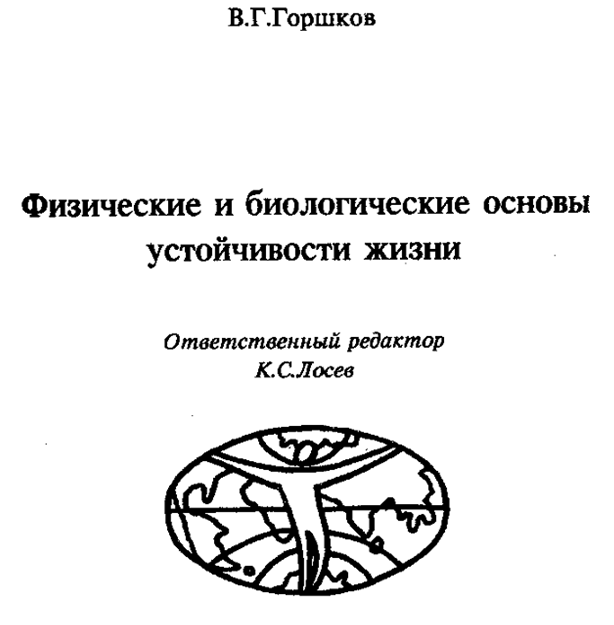 В.Г.Горшков
Физические и биологические основы
устойчивости жизни
Ответственный редактор
К.С.Лосев